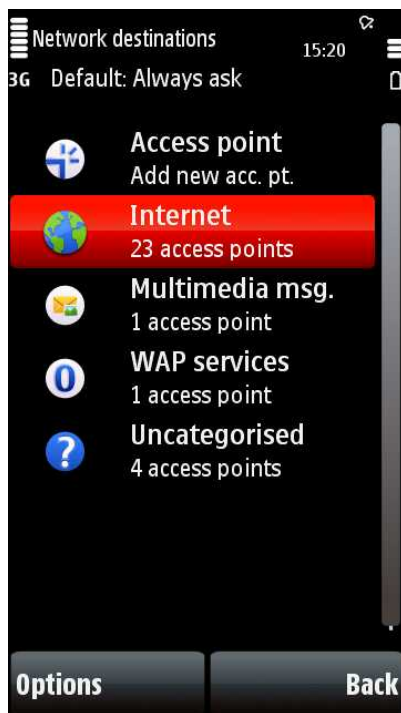 Network destinations
15:20
3G Default: Always ask
Access point
Add new acc. pt.
Internet
23 access points
Multimedia msg.
1 access point
WAP services
1 access point
Uncategorised
4 access points
Options Back